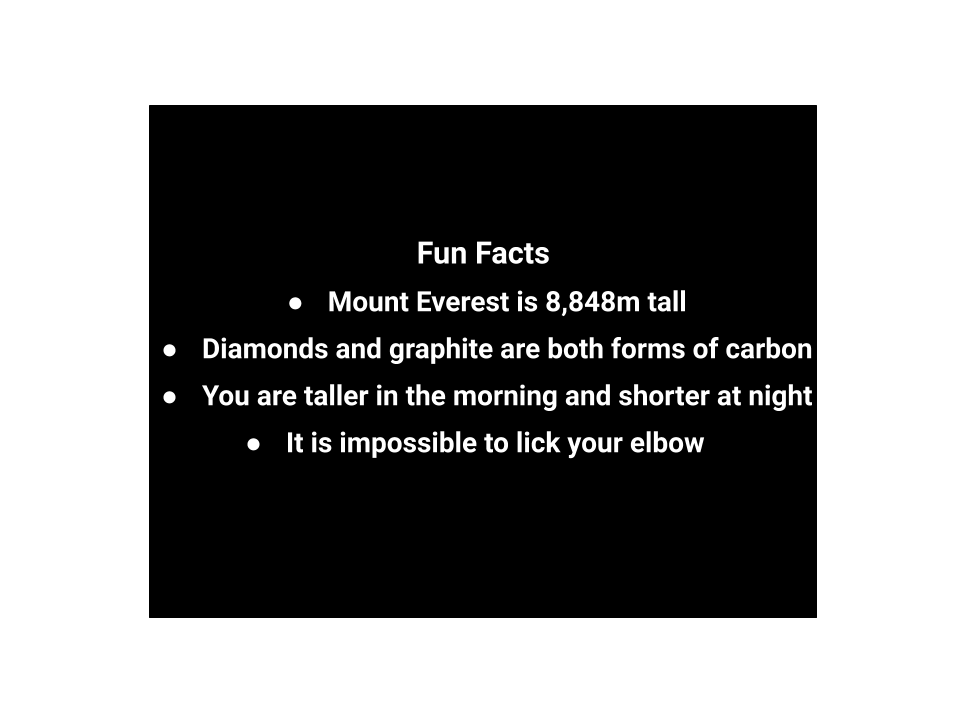 Fun Facts
● Mount Everest is 8,848m tall
● Diamonds and graphite are both forms of carbon
● You are taller in the morning and shorter at night
● It is impossible to lick your elbow